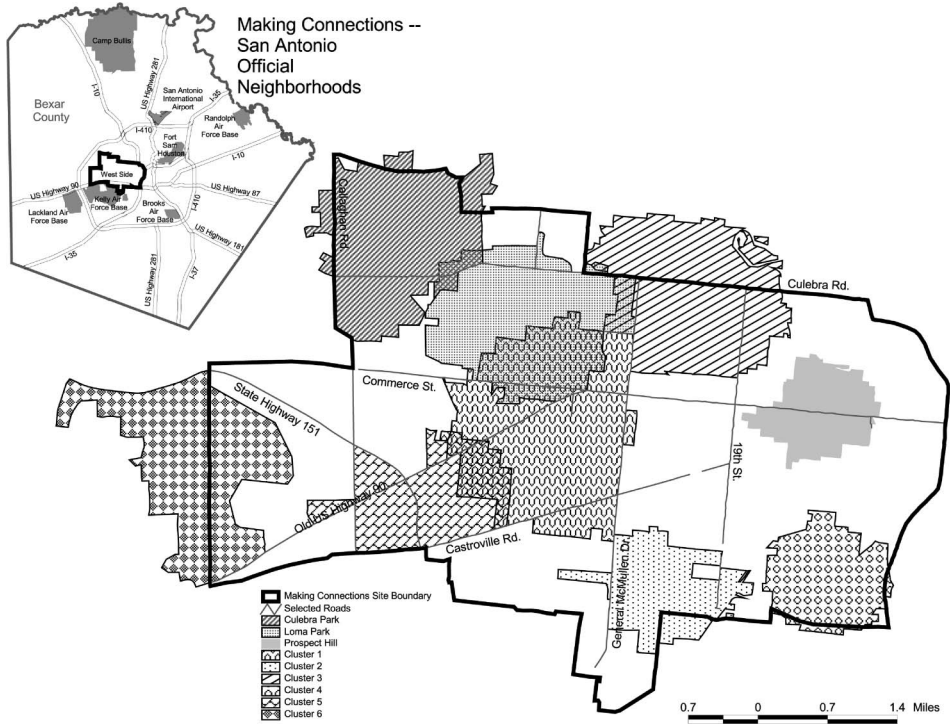 Making Connections --
San Antonio
Official
Neighborhoods
Camp Bullis
I-10
US Highway 281
San Antonio
International
Airport
I-35
Bexar
County
Randolph
Air
Force Base
I-410
Fort
Sam
Houston
I-10
West Side
US Highway 90
US Highway 87
Kelly Air
Force Base
Lackland Air
Force Base
Brooks
Air
Force Base
I-410
US Highway 181
I-35
US Highway 281
I-37
Callaghan Rd.
Culebra Rd.
Commerce St.
State Highway 151
19th St.
Old US Highway 90
Castroville Rd.
General McMullen Dr.
Making Connections Site Boundary
Selected Roads
Culebra Park
Loma Park
Prospect Hill
Cluster 1
Cluster 2
Cluster 3
Cluster 4
Cluster 5
Cluster 6
0.7 0 0.7 1.4 Miles